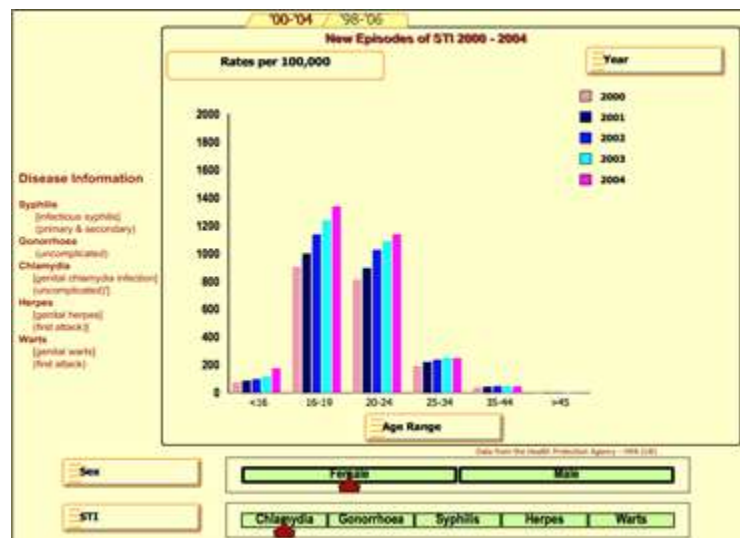 '00-'04 / '98-'06
New Episodes of STI 2000 - 2004
Rates per 100,000
Year
2000
2001
2002
2003
2004
2000
1800
1600
1400
1200
1000
800
600
400
200
0
<16 16-19 20-24 25-34 35-44 >45
Age Range
Disease Information
Syphilis
[infectious syphilis]
(primary & secondary)
Gonorrhoea
(uncomplicated)
Chlamydia
[genital chlamydia infection]
(uncomplicated)]
Herpes
[genital herpes]
(first attack)]
Warts
[genital warts]
(first attack)
Data from the Health Protection Agency - HPA (UK)
Sex
Female Male
STI
Chlamydia Gonorrhoea Syphilis Herpes Warts